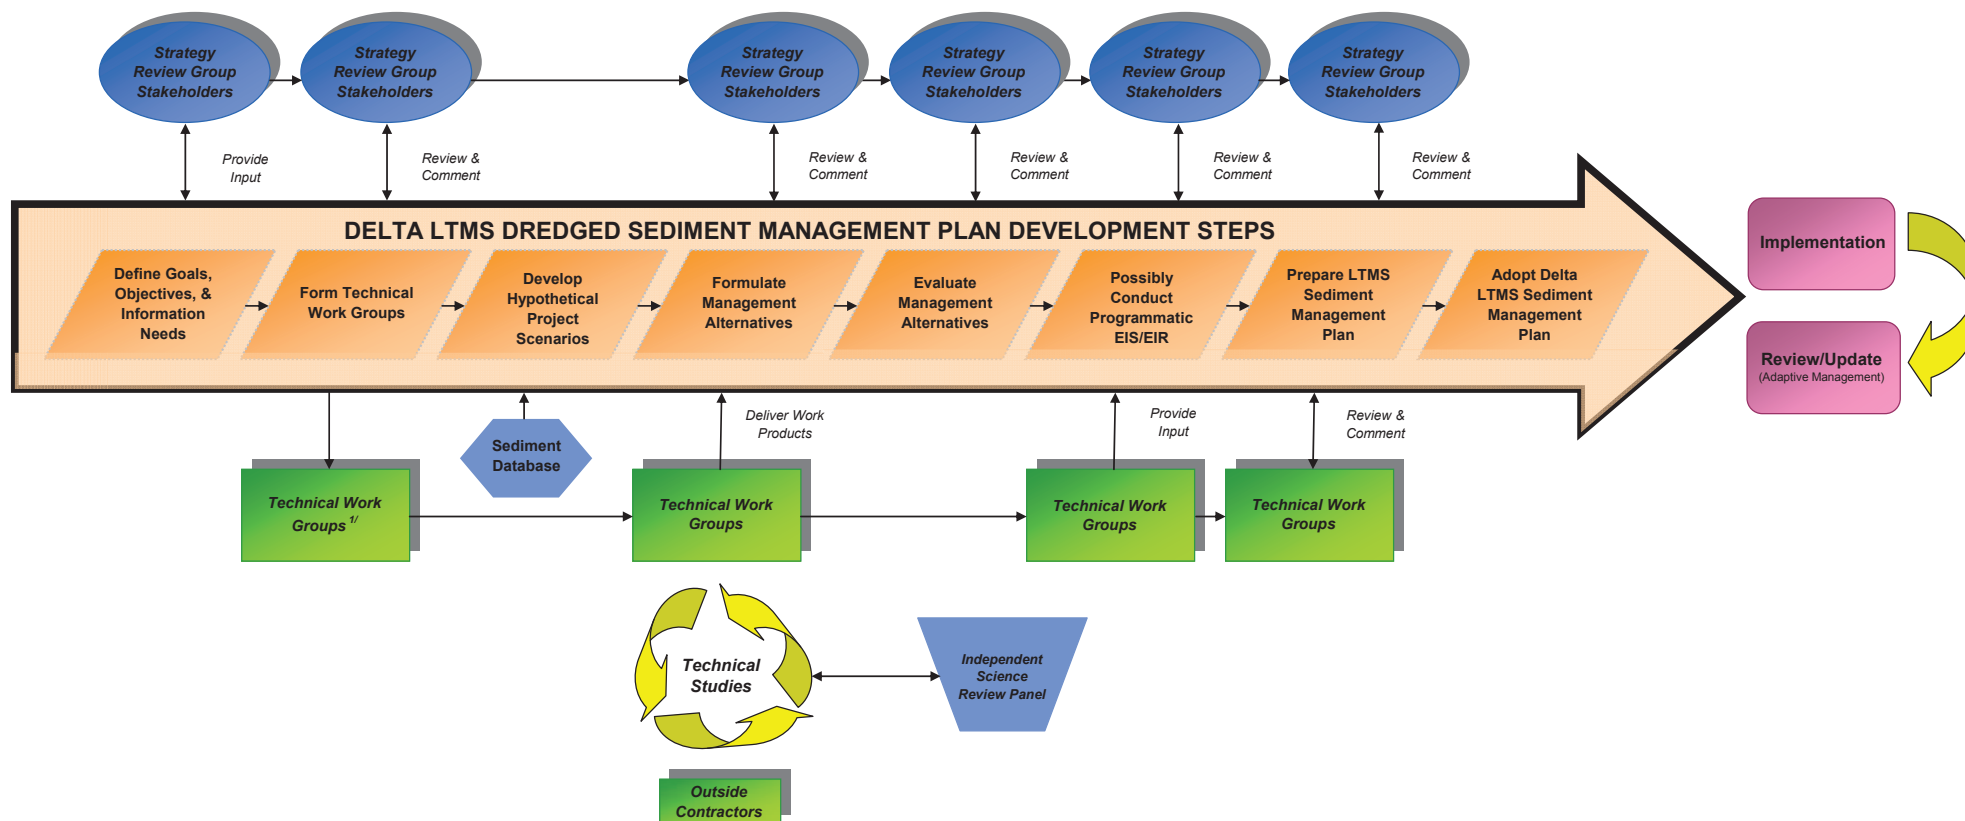 Strategy
Review Group
Stakeholders
Strategy
Review Group
Stakeholders
Strategy
Review Group
Stakeholders
Strategy
Review Group
Stakeholders
Strategy
Review Group
Stakeholders
Strategy
Review Group
Stakeholders
Provide
Input
Review &
Comment
Review &
Comment
Review &
Comment
Review &
Comment
Review &
Comment
DELTA LTMS DREDGED SEDIMENT MANAGEMENT PLAN DEVELOPMENT STEPS
Define Goals,
Objectives, &
Information
Needs
Form Technical
Work Groups
Develop
Hypothetical
Project
Scenarios
Formulate
Management
Alternatives
Evaluate
Management
Alternatives
Possibly
Conduct
Programmatic
EIS/EIR
Prepare LTMS
Sediment
Management
Plan
Adopt Delta
LTMS Sediment
Management
Plan
Implementation
Review/Update
(Adaptive Management)
Sediment
Database
Deliver Work
Products
Provide
Input
Review &
Comment
Technical Work
Groups 1/
Technical Work
Groups
Technical Work
Groups
Technical Work
Groups
Technical
Studies
Independent
Science
Review Panel
Outside
Contractors